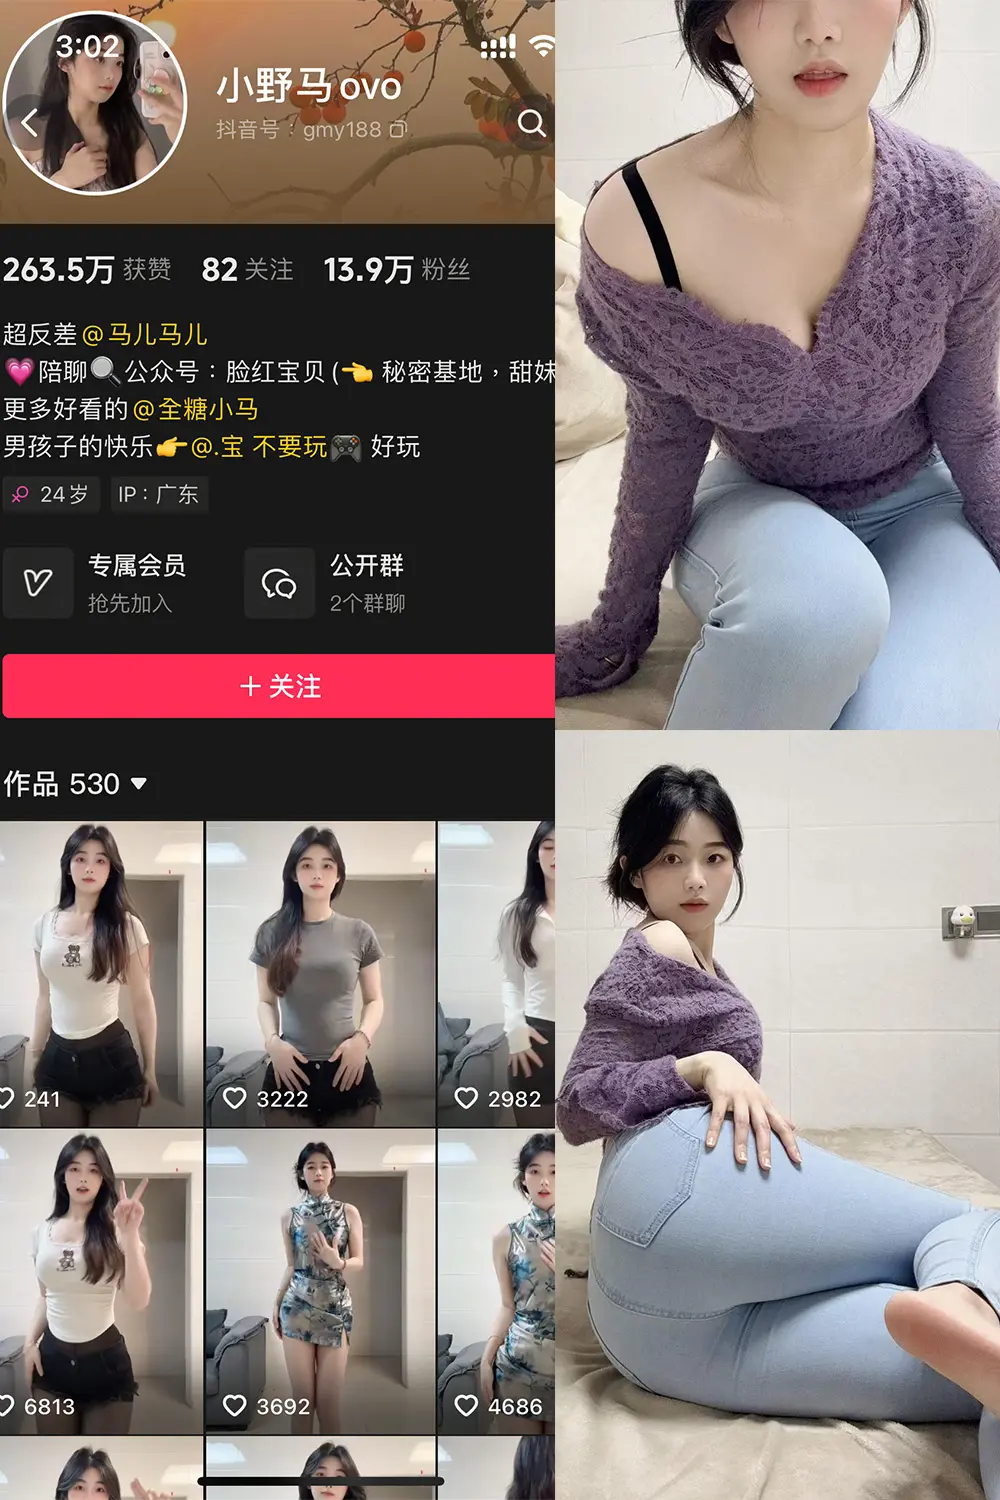 3:02
小野马ovo
抖音号：gmy188
263.5万 获赞 82 关注 13.9万 粉丝
超反差@马儿马儿
💗陪聊🔍公众号：脸红宝贝(👈 秘密基地，甜妹
更多好看的@全糖小马
男孩子的快乐👉@.宝 不要玩🎮 好玩
24岁 IP：广东
专属会员
抢先加入
公开群
2个群聊
+ 关注
作品 530
241
3222
2982
6813
3692
4686